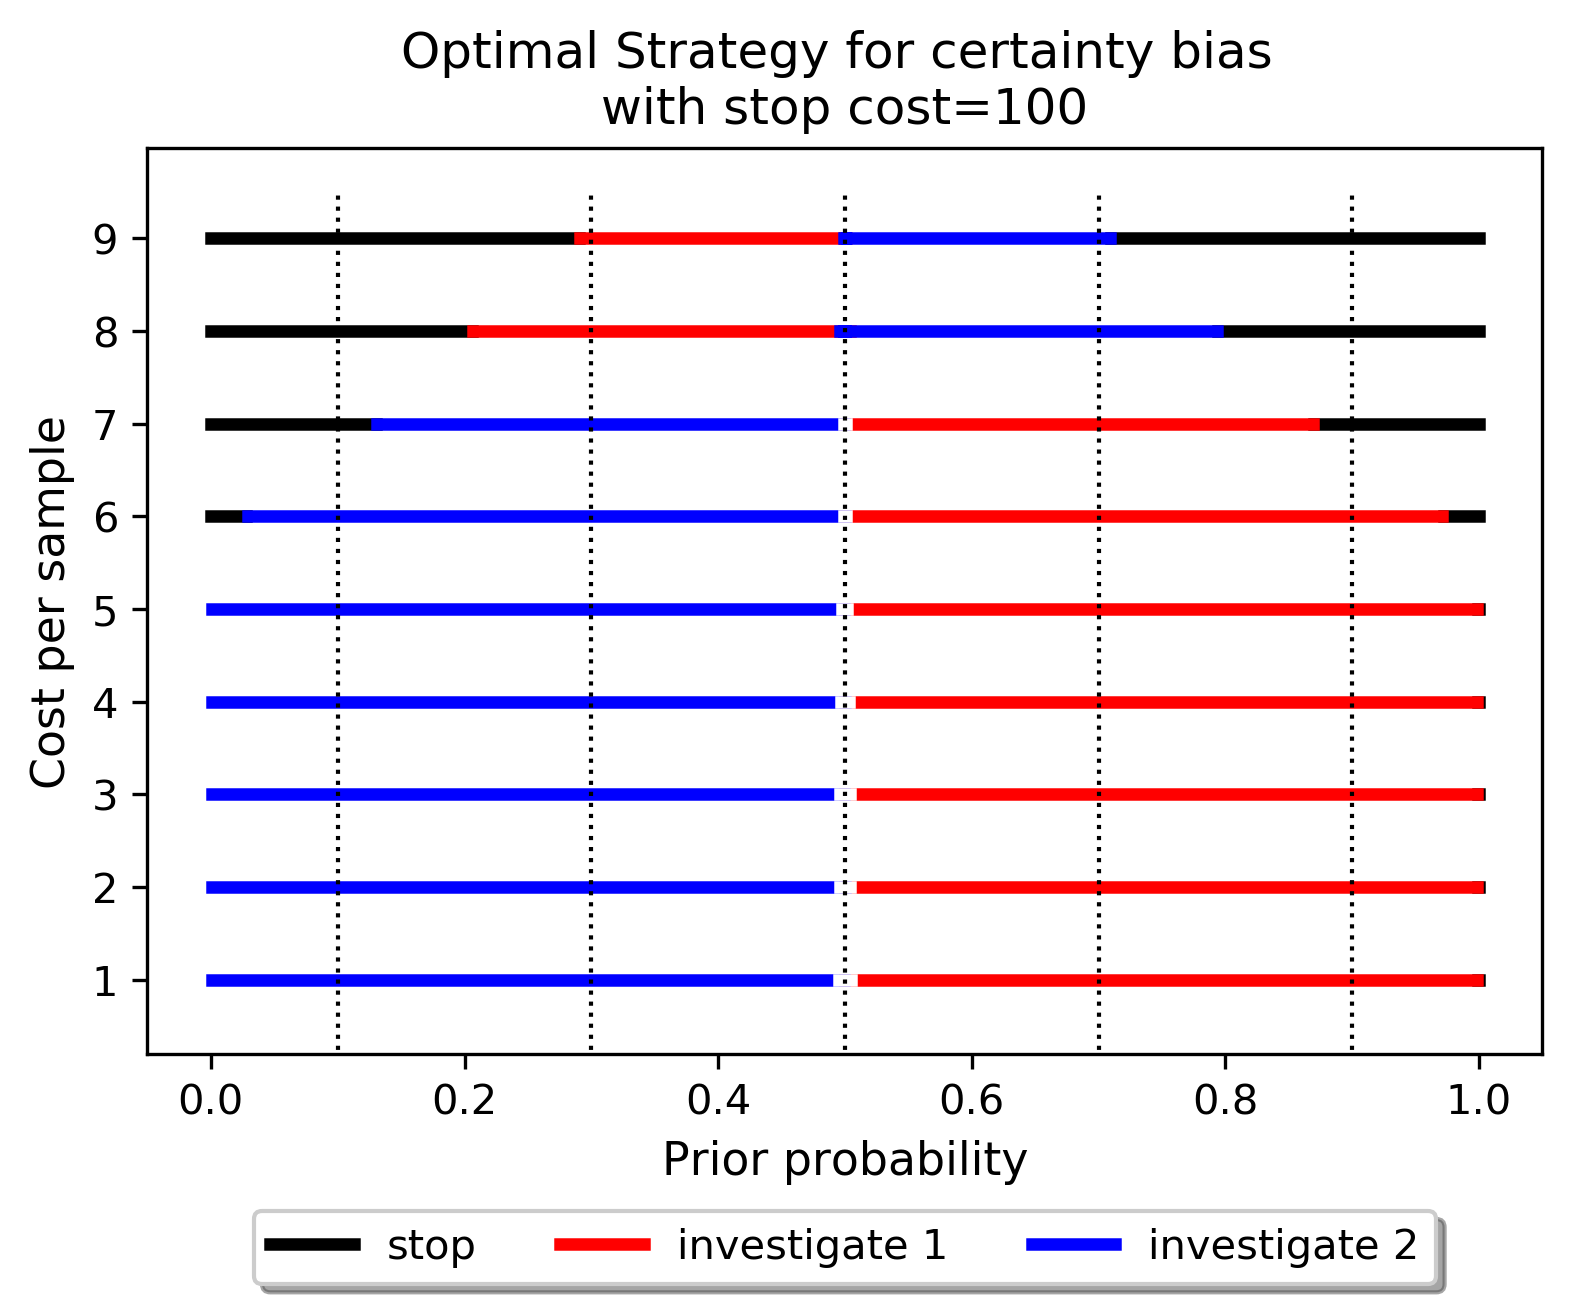 Optimal Strategy for certainty bias
with stop cost=100
Cost per sample
9
8
7
6
5
4
3
2
1
0.0 0.2 0.4 0.6 0.8 1.0
Prior probability
stop investigate 1 investigate 2